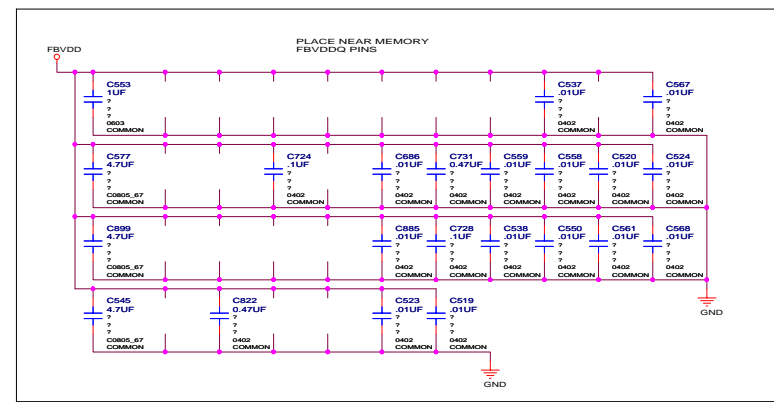 PLACE NEAR MEMORY
FBVDDQ PINS
FBVDD
C553
1UF
?
?
?
0603
COMMON
C537
.01UF
?
?
?
0402
COMMON
C567
.01UF
?
?
?
0402
COMMON
C577
4.7UF
?
?
?
C0805_67
COMMON
C724
.1UF
?
?
?
0402
COMMON
C686
.01UF
?
?
?
0402
COMMON
C731
0.47UF
?
?
?
0402
COMMON
C559
.01UF
?
?
?
0402
COMMON
C558
.01UF
?
?
?
0402
COMMON
C520
.01UF
?
?
?
0402
COMMON
C524
.01UF
?
?
?
0402
COMMON
C899
4.7UF
?
?
?
C0805_67
COMMON
C885
.01UF
?
?
?
0402
COMMON
C728
.1UF
?
?
?
0402
COMMON
C538
.01UF
?
?
?
0402
COMMON
C550
.01UF
?
?
?
0402
COMMON
C561
.01UF
?
?
?
0402
COMMON
C568
.01UF
?
?
?
0402
COMMON
C545
4.7UF
?
?
?
C0805_67
COMMON
C822
0.47UF
?
?
?
0402
COMMON
C523
.01UF
?
?
?
0402
COMMON
C519
.01UF
?
?
?
0402
COMMON
GND
GND